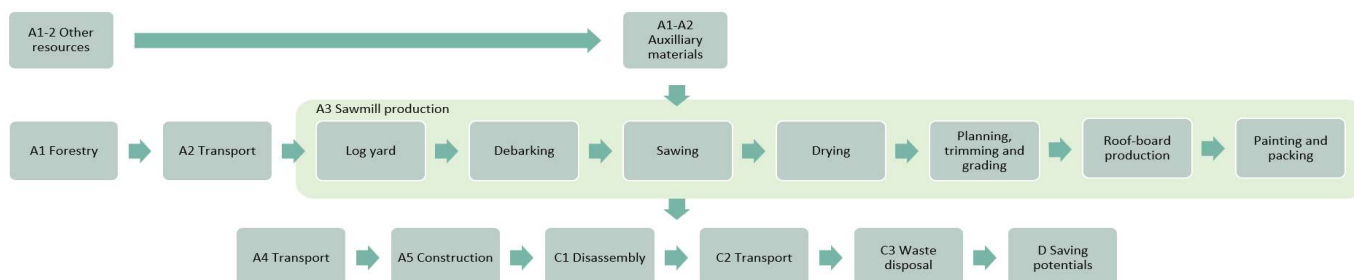 A1-2 Other
resources
A1-A2
Auxilliary
materials
A3 Sawmill production
A1 Forestry
A2 Transport
Log yard
Debarking
Sawing
Drying
Planning,
trimming and
grading
Roof-board
production
Painting and
packing
A4 Transport
A5 Construction
C1 Disassembly
C2 Transport
C3 Waste
disposal
D Saving
potentials